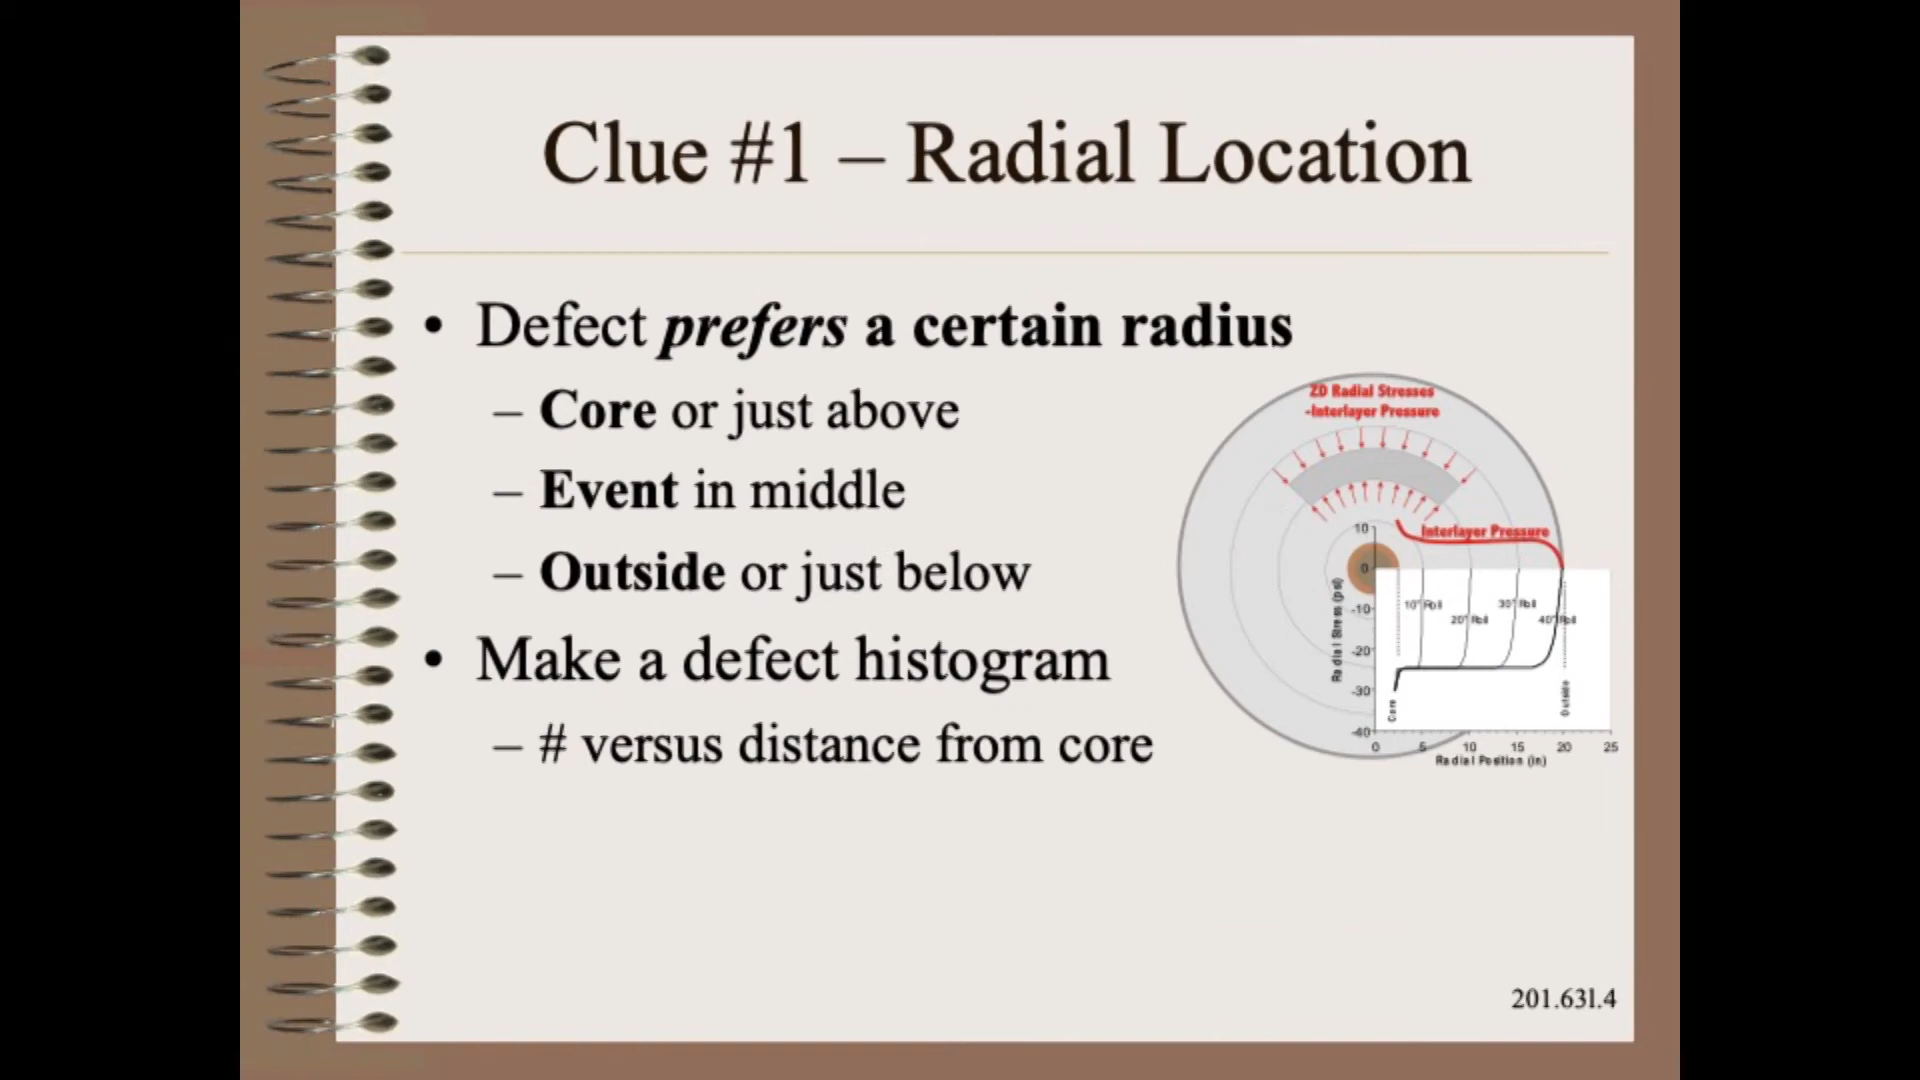 Clue #1 – Radial Location
• Defect prefers a certain radius
– Core or just above
– Event in middle
– Outside or just below
• Make a defect histogram
– # versus distance from core
ZD Radial Stresses
-Interlayer Pressure
Interlayer Pressure
10
0
-10
-20
-30
-40
Radial Stress (psi)
10" Roll
20" Roll
30" Roll
40" Roll
Core
Outside
0
5
10
15
20
25
Radial Position (in)
201.63l.4